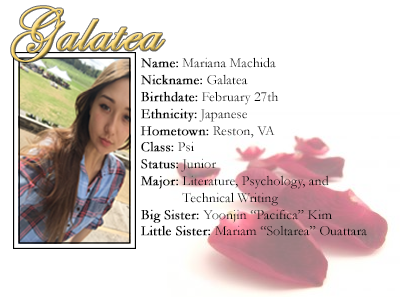 Galatea
Name: Mariana Machida
Nickname: Galatea
Birthdate: February 27th
Ethnicity: Japanese
Hometown: Reston, VA
Class: Psi
Status: Junior
Major: Literature, Psychology, and
Technical Writing
Big Sister: Yoonjin “Pacifica” Kim
Little Sister: Mariam “Soltarea” Ouattara